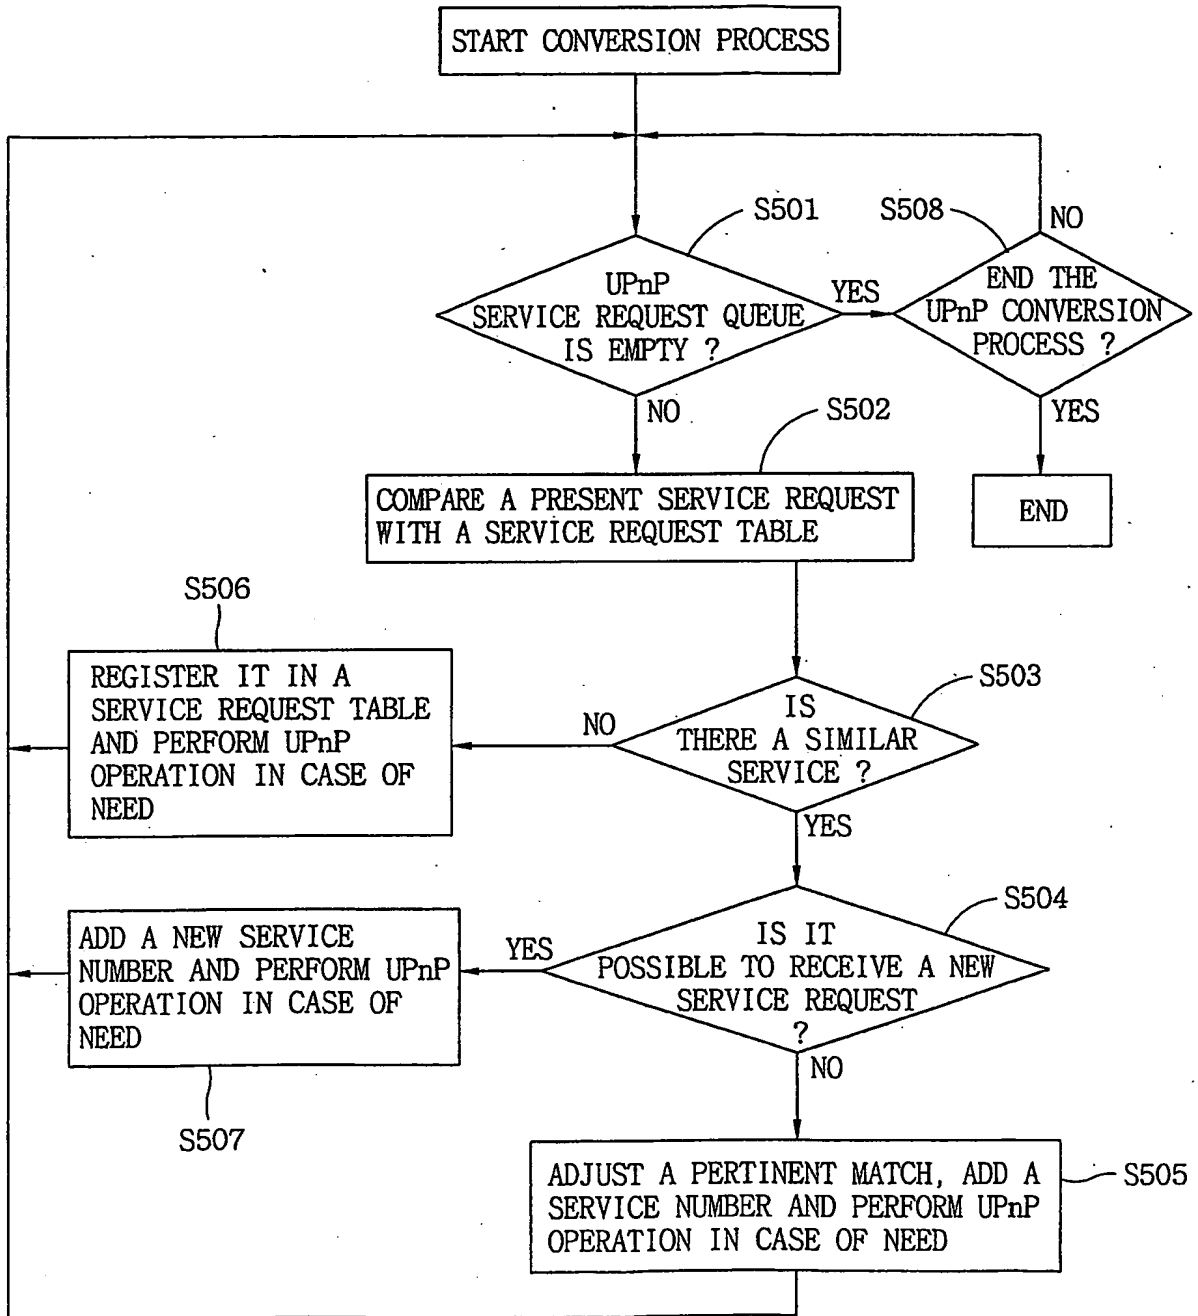 START CONVERSION PROCESS
S501
S508
NO
UPnP
SERVICE REQUEST QUEUE
IS EMPTY ?
YES
END THE
UPnP CONVERSION
PROCESS ?
NO
S502
YES
COMPARE A PRESENT SERVICE REQUEST
WITH A SERVICE REQUEST TABLE
END
S506
REGISTER IT IN A
SERVICE REQUEST TABLE
AND PERFORM UPnP
OPERATION IN CASE OF
NEED
NO
IS
THERE A SIMILAR
SERVICE ?
S503
YES
ADD A NEW SERVICE
NUMBER AND PERFORM UPnP
OPERATION IN CASE OF
NEED
YES
IS IT
POSSIBLE TO RECEIVE A NEW
SERVICE REQUEST
?
S504
NO
S507
ADJUST A PERTINENT MATCH, ADD A
SERVICE NUMBER AND PERFORM UPnP
OPERATION IN CASE OF NEED
S505